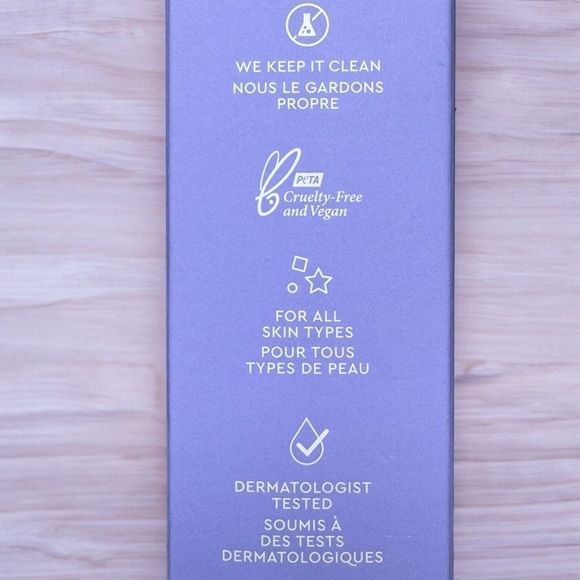 WE KEEP IT CLEAN
NOUS LE GARDONS
PROPRE
PeTA
Cruelty-Free
and Vegan
FOR ALL
SKIN TYPES
POUR TOUS
TYPES DE PEAU
DERMATOLOGIST
TESTED
SOUMIS À
DES TESTS
DERMATOLOGIQUES